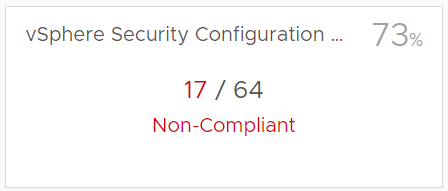 vSphere Security Configuration ...
73%
17 / 64
Non-Compliant